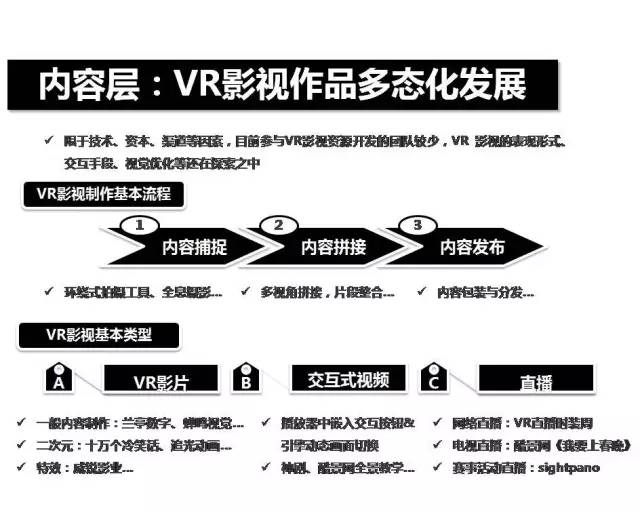 内容层：VR影视作品多态化发展
✓ 限于技术、资本、渠道等因素，目前参与VR影视资源开发的团队较少，VR 影视的表现形式、
交互手段、视觉优化等还在探索之中
VR影视制作基本流程
1 2 3
内容捕捉 内容拼接 内容发布
✓ 环绕式拍摄工具、全息摄影... ✓ 多视角拼接，片段整合... ✓ 内容包装与分发...
VR影视基本类型
A VR影片 B 交互式视频 C 直播
✓ 一般内容制作：兰亭数字、蝉鸣视觉... ✓ 播放器中嵌入交互按钮& ✓ 网络直播：VR直播时装周
✓ 二次元：十万个冷笑话、追光动画... 引擎动态画面切换 ✓ 电视直播：酷景网《我要上春晚》
✓ 特效：威锐影业... ✓ 神剧、酷景网全景教学... ✓ 赛事活动直播：sightpano